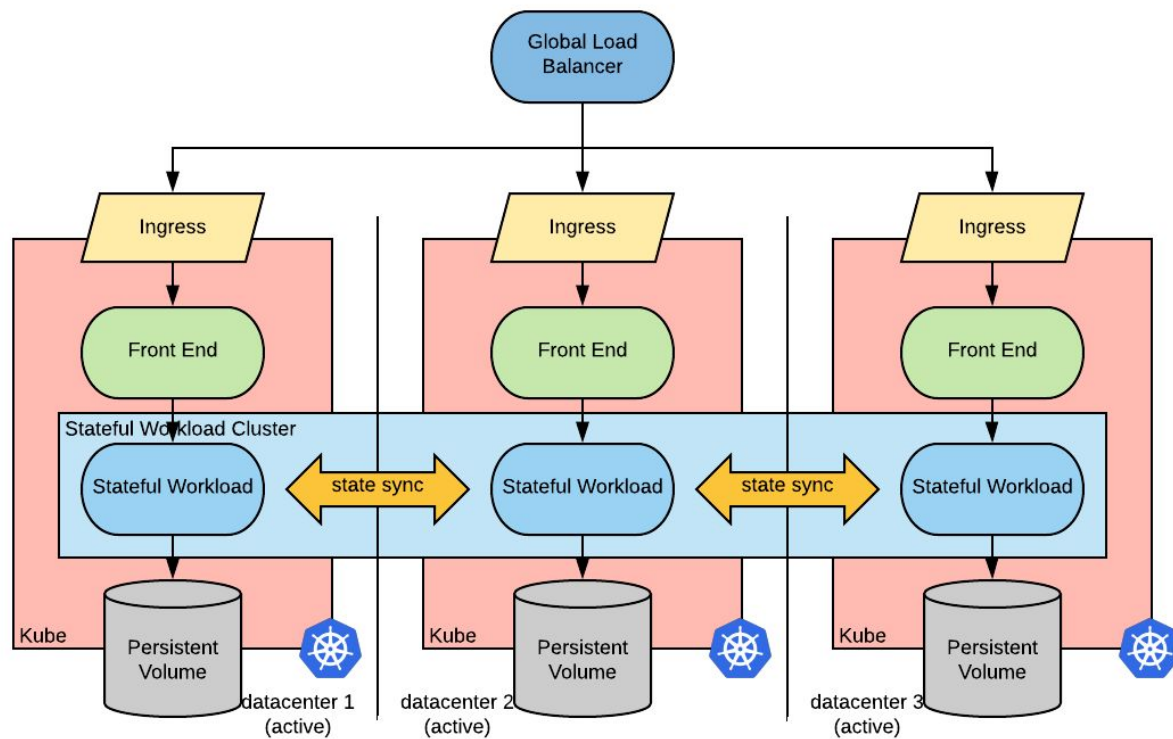 Global Load
Balancer
Ingress
Ingress
Ingress
Front End
Front End
Front End
Stateful Workload Cluster
Stateful Workload
state sync
Stateful Workload
state sync
Stateful Workload
Kube
Persistent
Volume
Kube
Persistent
Volume
Kube
Persistent
Volume
datacenter 1
(active)
datacenter 2
(active)
datacenter 3
(active)